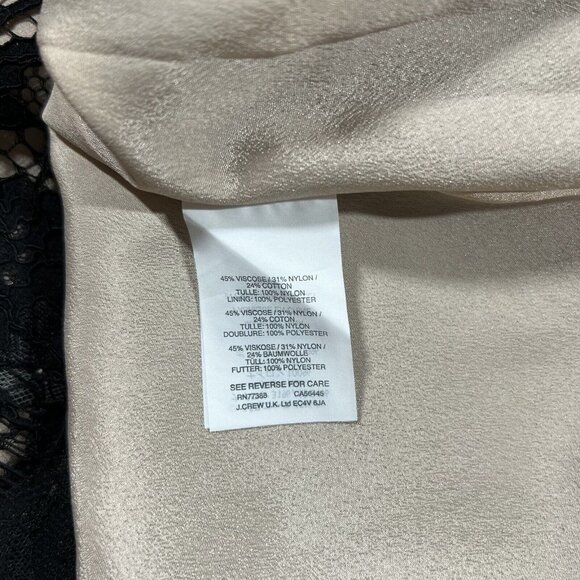 45% VISCOSE / 31% NYLON /
24% COTTON
TULLE: 100% NYLON
LINING: 100% POLYESTER
45% VISCOSE / 31% NYLON /
24% COTON
TULLE: 100% NYLON
DOUBLURE: 100% POLYESTER
45% VISKOSE / 31% NYLON /
24% BAUMWOLLE
TÜLL: 100% NYLON
FUTTER: 100% POLYESTER
SEE REVERSE FOR CARE
RN77388 CA56445
J.CREW U.K. Ltd EC4V 6JA